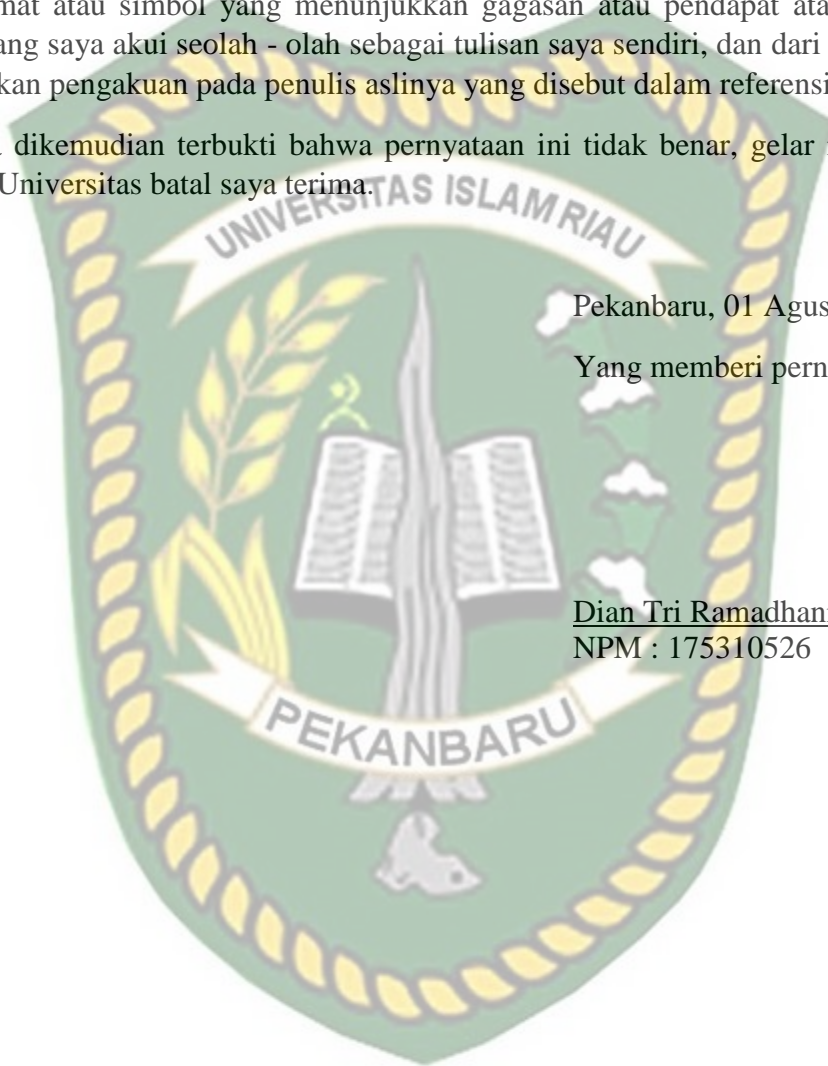 mat atau simbol yang menunjukkan gagasan atau pendapat ata
ang saya akui seolah - olah sebagai tulisan saya sendiri, dan dari
kan pengakuan pada penulis aslinya yang disebut dalam referensi
dikemudian terbukti bahwa pernyataan ini tidak benar, gelar
Universitas batal saya terima.
UNIVERSITAS ISLAM RIAU
Pekanbaru, 01 Agus
Yang memberi pern
Dian Tri Ramadhan
NPM : 175310526
PEKANBARU